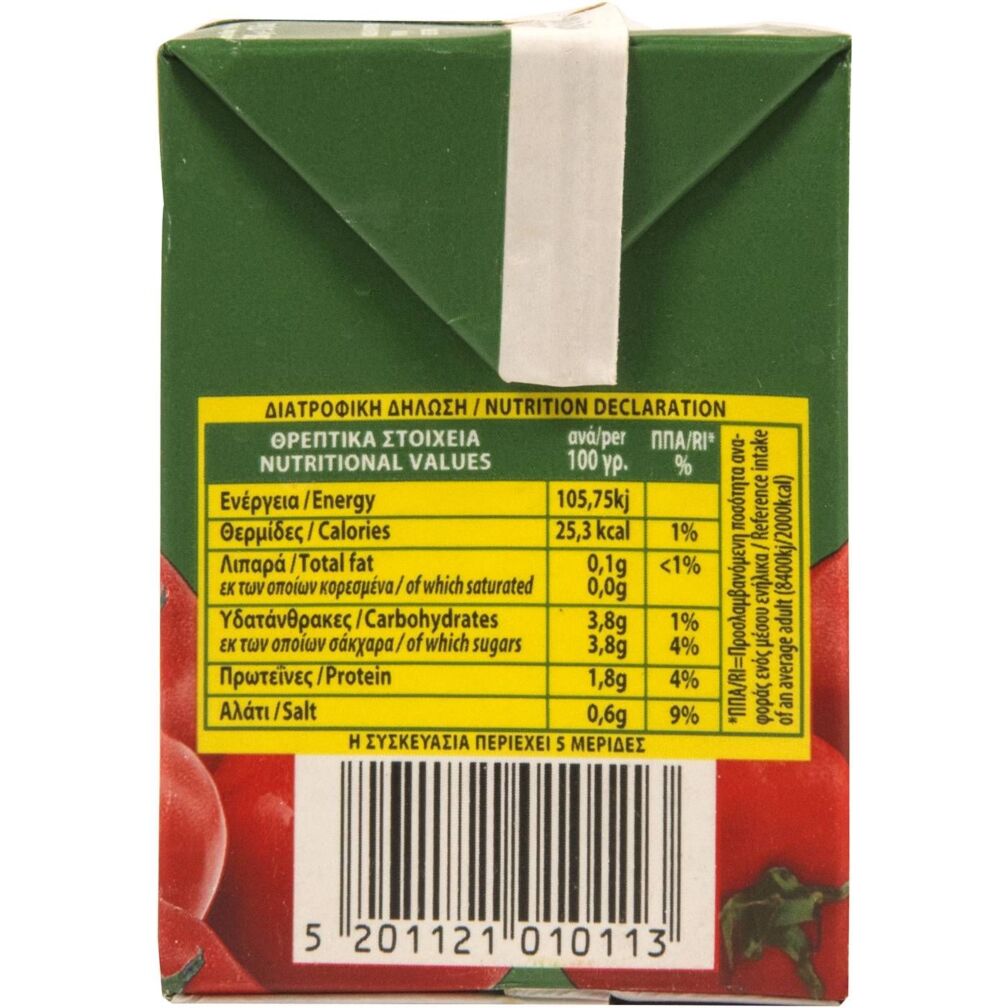 ΔΙΑΤΡΟΦΙΚΗ ΔΗΛΩΣΗ / NUTRITION DECLARATION
ΘΡΕΠΤΙΚΑ ΣΤΟΙΧΕΙΑ
NUTRITIONAL VALUES
ανά/per
100 γρ.
ΠΠΑ/RI*
%
Ενέργεια / Energy 105,75kj
Θερμίδες / Calories 25,3 kcal 1%
Λιπαρά / Total fat 0,1g <1%
εκ των οποίων κορεσμένα / of which saturated 0,0g
Υδατάνθρακες / Carbohydrates 3,8g 1%
εκ των οποίων σάκχαρα / of which sugars 3,8g 4%
Πρωτεΐνες / Protein 1,8g 4%
Αλάτι / Salt 0,6g 9%
*ΠΠΑ/RI=Προσλαμβανόμενη ποσότητα ανα-
φοράς ενός μέσου ενήλικα / Reference intake
of an average adult (8400kj/2000kcal)
Η ΣΥΣΚΕΥΑΣΙΑ ΠΕΡΙΕΧΕΙ 5 ΜΕΡΙΔΕΣ
5 201121 010113